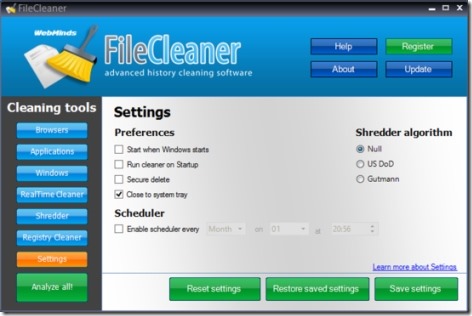 FileCleaner
WebMinds
FileCleaner
advanced history cleaning software
Help
Register
About
Update
Cleaning tools
Browsers
Applications
Windows
RealTime Cleaner
Shredder
Registry Cleaner
Settings
Analyze all!
Settings
Preferences
Start when Windows starts
Run cleaner on Startup
Secure delete
Close to system tray
Scheduler
Enable scheduler every Month on 01 at 20:56
Shredder algorithm
Null
US DoD
Gutmann
Learn more about Settings
Reset settings
Restore saved settings
Save settings